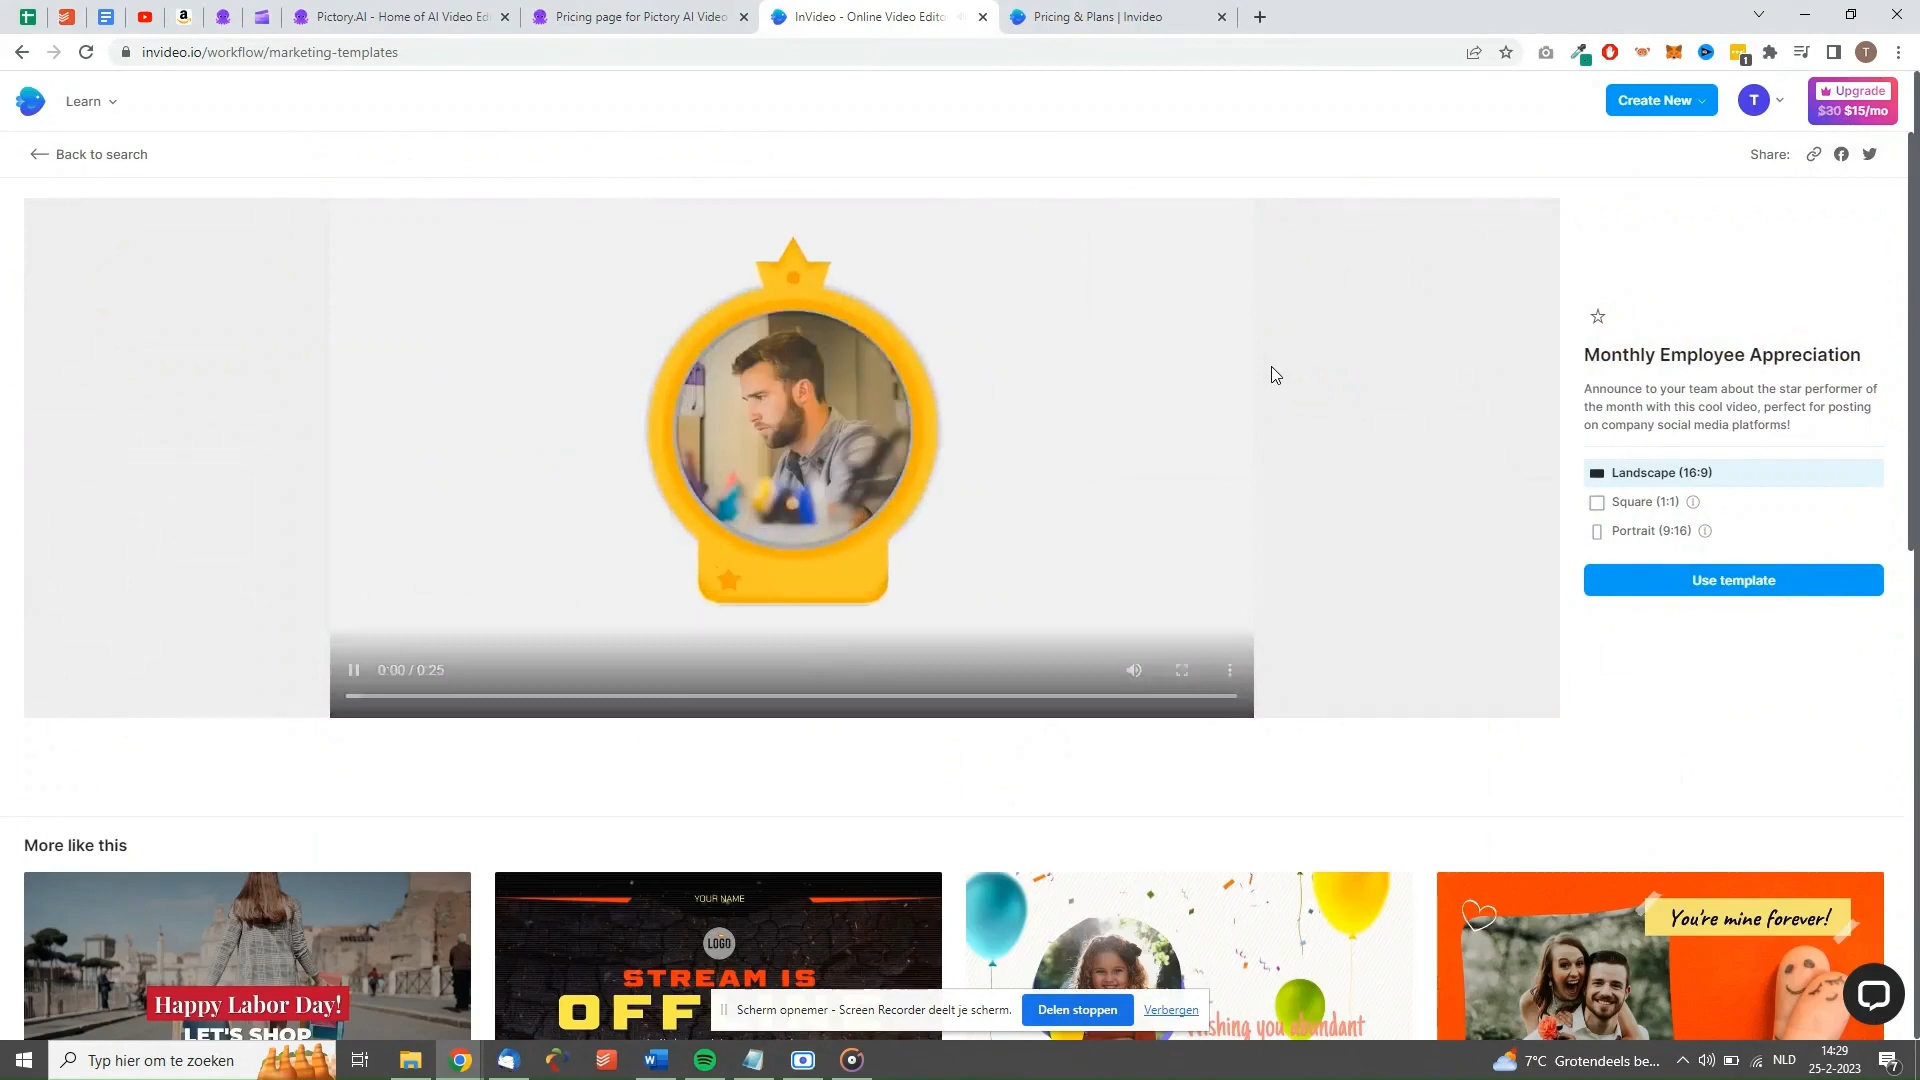 Pictory.AI - Home of AI Video Ed
Pricing page for Pictory AI Video
InVideo - Online Video Edito
Pricing & Plans | Invideo
invideo.io/workflow/marketing-templates
1
T
Learn
Create New
T
Upgrade
$30 $15/mo
Back to search
Share:
Monthly Employee Appreciation
Announce to your team about the star performer of
the month with this cool video, perfect for posting
on company social media platforms!
Landscape (16:9)
Square (1:1)
Portrait (9:16)
Use template
0:00 / 0:25
More like this
Happy Labor Day!
LET'S SHOP
YOUR NAME
LOGO
STREAM IS
OFF
Wishing you abundant
You're mine forever!
Scherm opnemer - Screen Recorder deelt je scherm.
Delen stoppen
Verbergen
Typ hier om te zoeken
7°C Grotendeels be...
NLD
14:29
25-2-2023
7